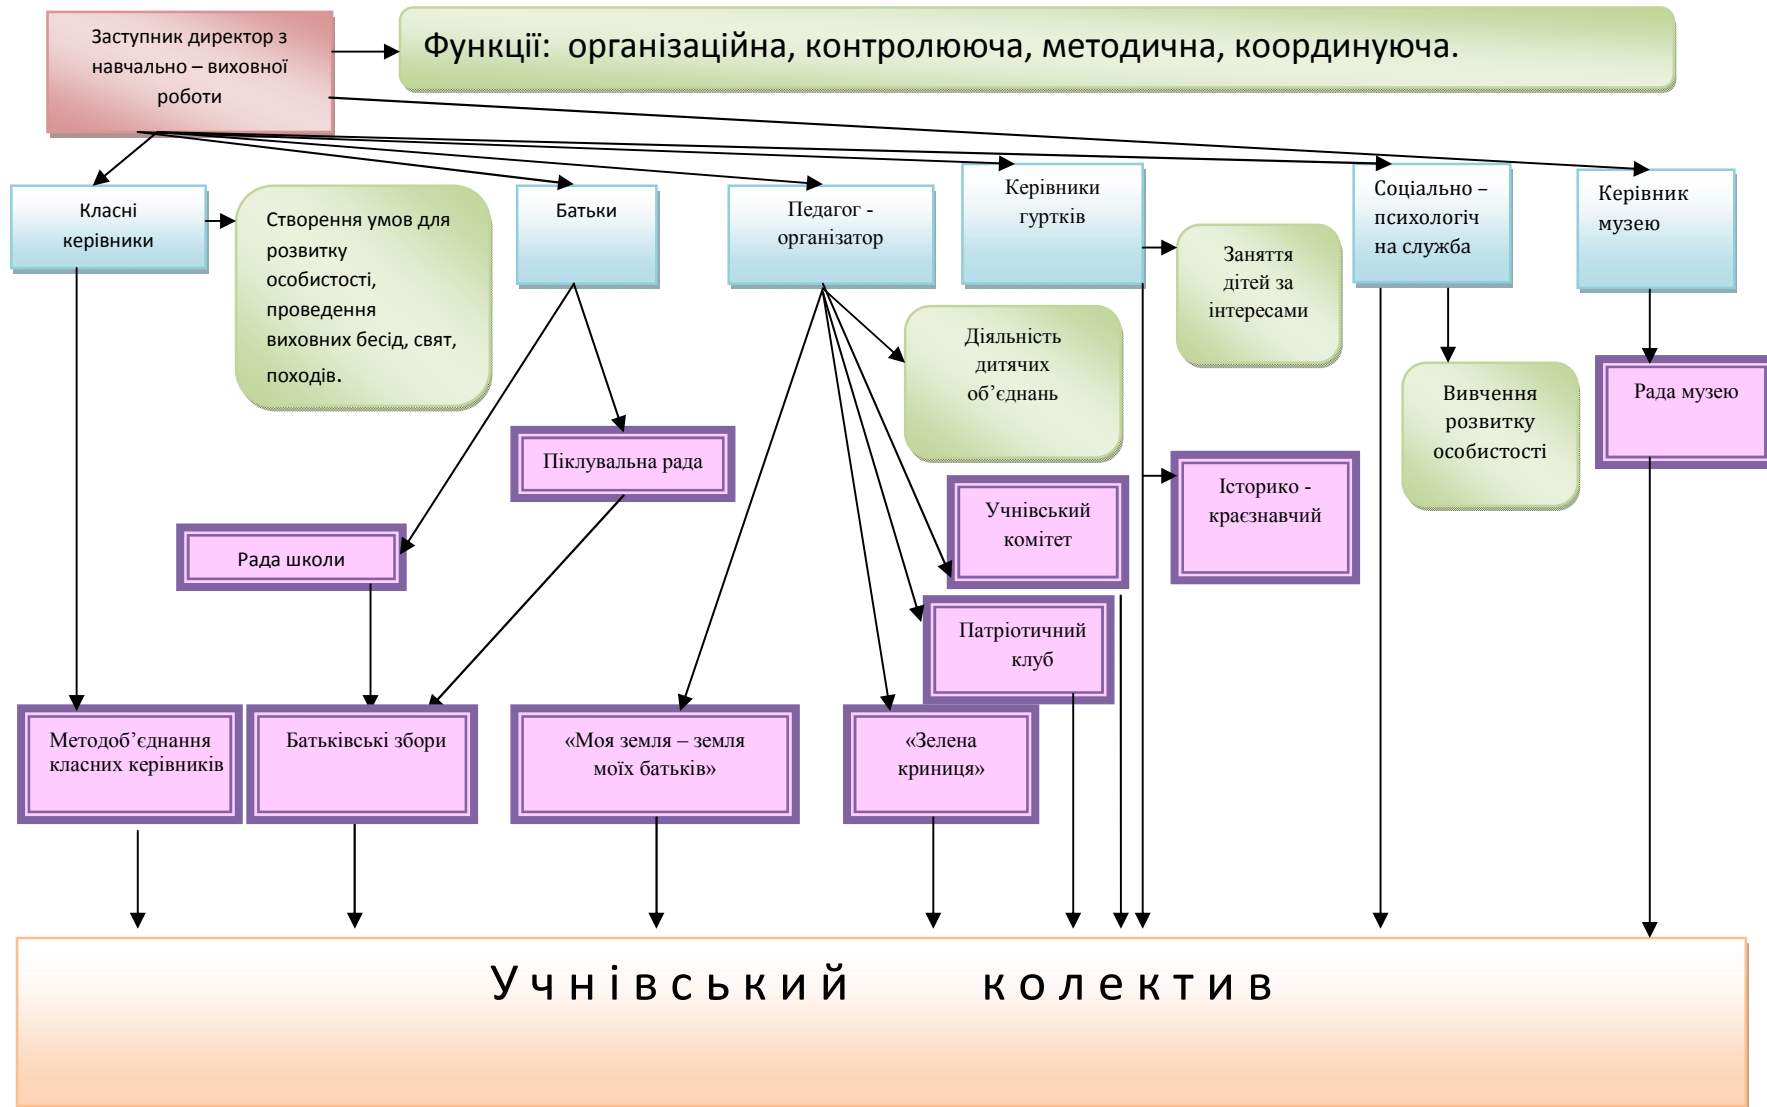 Заступник директор з
навчально – виховної
роботи
Функції: організаційна, контролююча, методична, координуюча.
Класні
керівники
Створення умов для
розвитку
особистості,
проведення
виховних бесід, свят,
походів.
Батьки
Педагог -
організатор
Керівники
гуртків
Заняття
дітей за
інтересами
Соціально –
психологіч
на служба
Керівник
музею
Діяльність
дитячих
об’єднань
Вивчення
розвитку
особистості
Рада музею
Піклувальна рада
Учнівський
комітет
Історико -
краєзнавчий
Рада школи
Патріотичний
клуб
Методоб’єднання
класних керівників
Батьківські збори
«Моя земля – земля
моїх батьків»
«Зелена
криниця»
Учнівський колектив